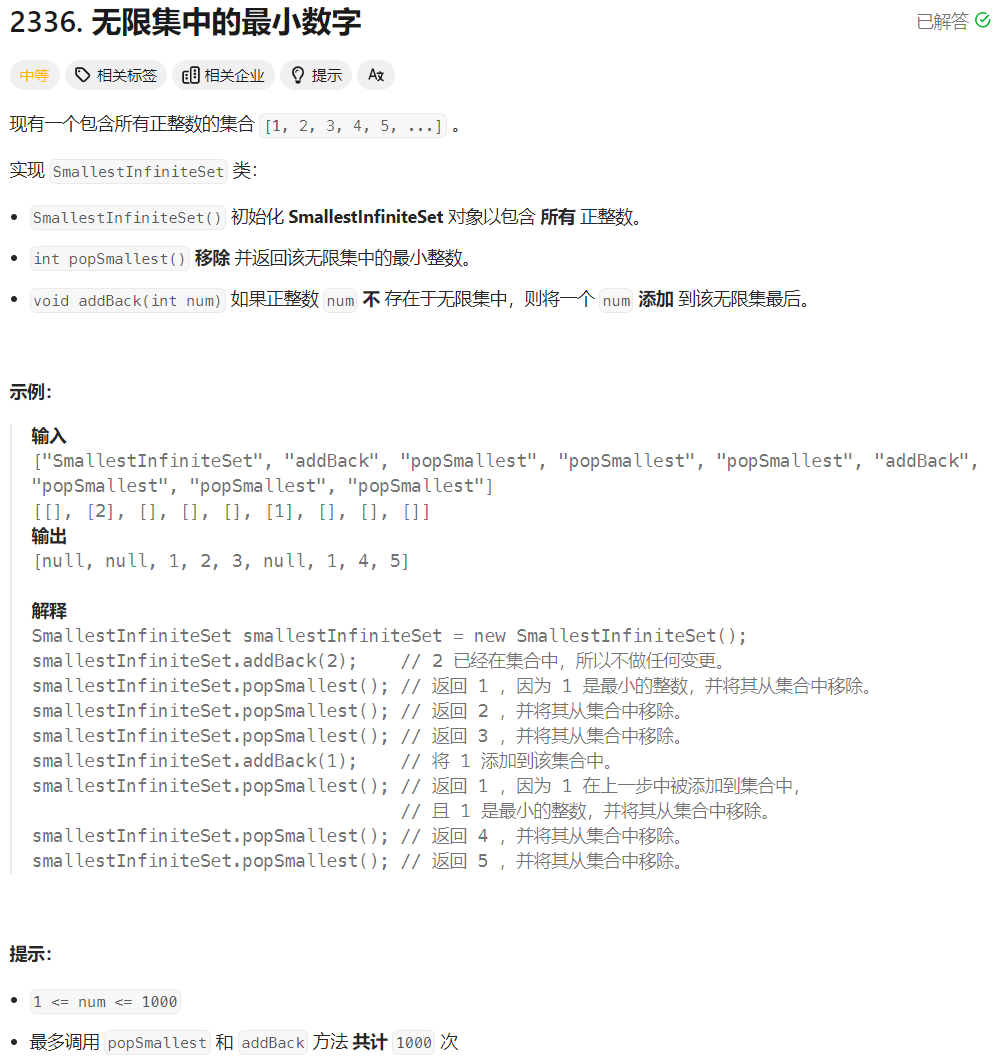 2336. 无限集中的最小数字
已解答
中等 相关标签 相关企业 提示 Az
现有一个包含所有正整数的集合 [1, 2, 3, 4, 5, ...] 。
实现 SmallestInfiniteSet 类：
• SmallestInfiniteSet() 初始化 SmallestInfiniteSet 对象以包含 所有 正整数。
• int popSmallest() 移除 并返回该无限集中的最小整数。
• void addBack(int num) 如果正整数 num 不 存在于无限集中，则将一个 num 添加 到该无限集最后。
示例：
输入
["SmallestInfiniteSet", "addBack", "popSmallest", "popSmallest", "popSmallest", "addBack",
"popSmallest", "popSmallest", "popSmallest"]
[[], [2], [], [], [], [1], [], [], []]
输出
[null, null, 1, 2, 3, null, 1, 4, 5]
解释
SmallestInfiniteSet smallestInfiniteSet = new SmallestInfiniteSet();
smallestInfiniteSet.addBack(2);    // 2 已经在集合中，所以不做任何变更。
smallestInfiniteSet.popSmallest(); // 返回 1 ，因为 1 是最小的整数，并将其从集合中移除。
smallestInfiniteSet.popSmallest(); // 返回 2 ，并将其从集合中移除。
smallestInfiniteSet.popSmallest(); // 返回 3 ，并将其从集合中移除。
smallestInfiniteSet.addBack(1);    // 将 1 添加到该集合中。
smallestInfiniteSet.popSmallest(); // 返回 1 ，因为 1 在上一步中被添加到集合中，
// 且 1 是最小的整数，并将其从集合中移除。
smallestInfiniteSet.popSmallest(); // 返回 4 ，并将其从集合中移除。
smallestInfiniteSet.popSmallest(); // 返回 5 ，并将其从集合中移除。
提示：
• 1 <= num <= 1000
• 最多调用 popSmallest 和 addBack 方法 共计 1000 次